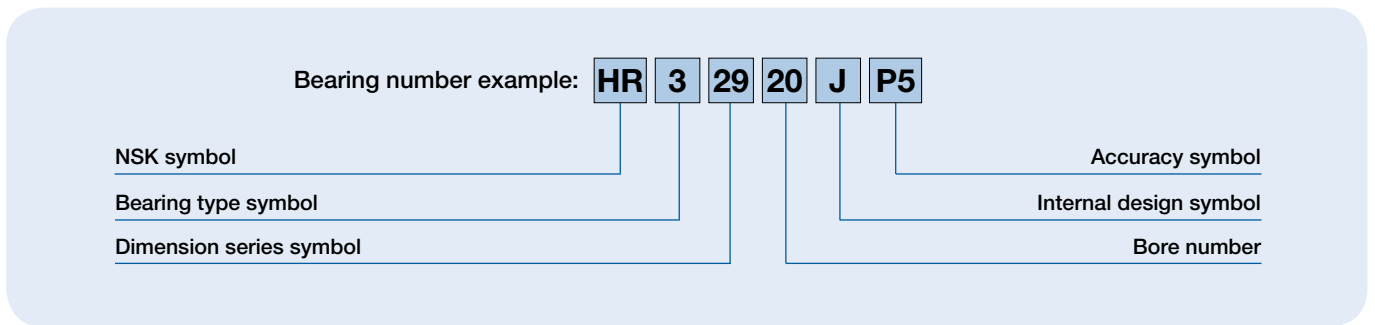 Bearing number example: HR 3 29 20 J P5
NSK symbol
Accuracy symbol
Bearing type symbol
Internal design symbol
Dimension series symbol
Bore number